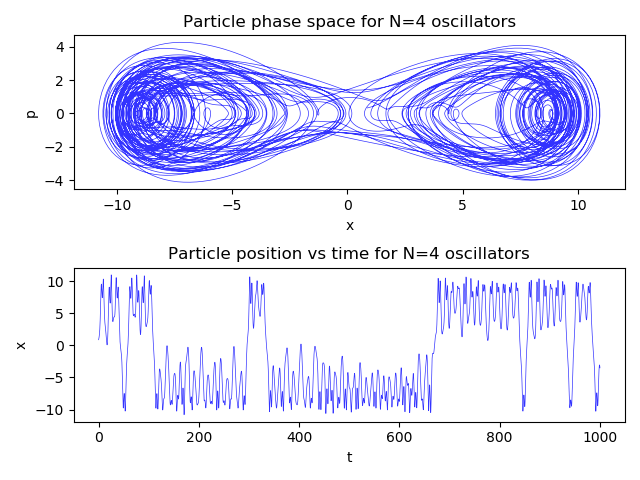 Particle phase space for N=4 oscillators
4
2
0
−2
−4
p
−10 −5 0 5 10
x
Particle position vs time for N=4 oscillators
10
5
0
−5
−10
x
0 200 400 600 800 1000
t